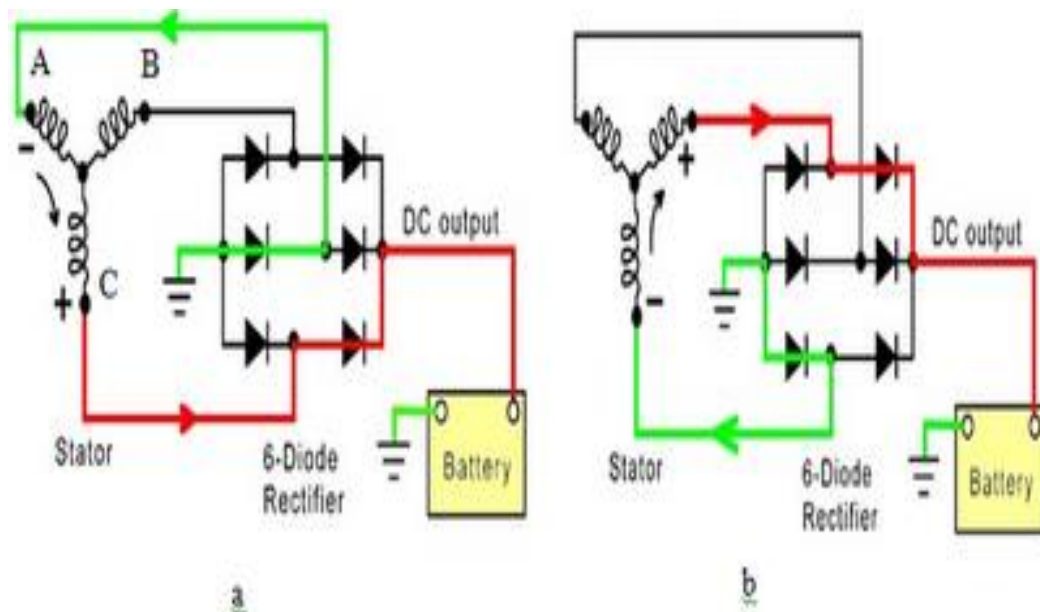 A
B
-
DC output
C
+
Stator
6-Diode
Rectifier
Battery
a
+
DC output
-
Stator
6-Diode
Rectifier
Battery
b